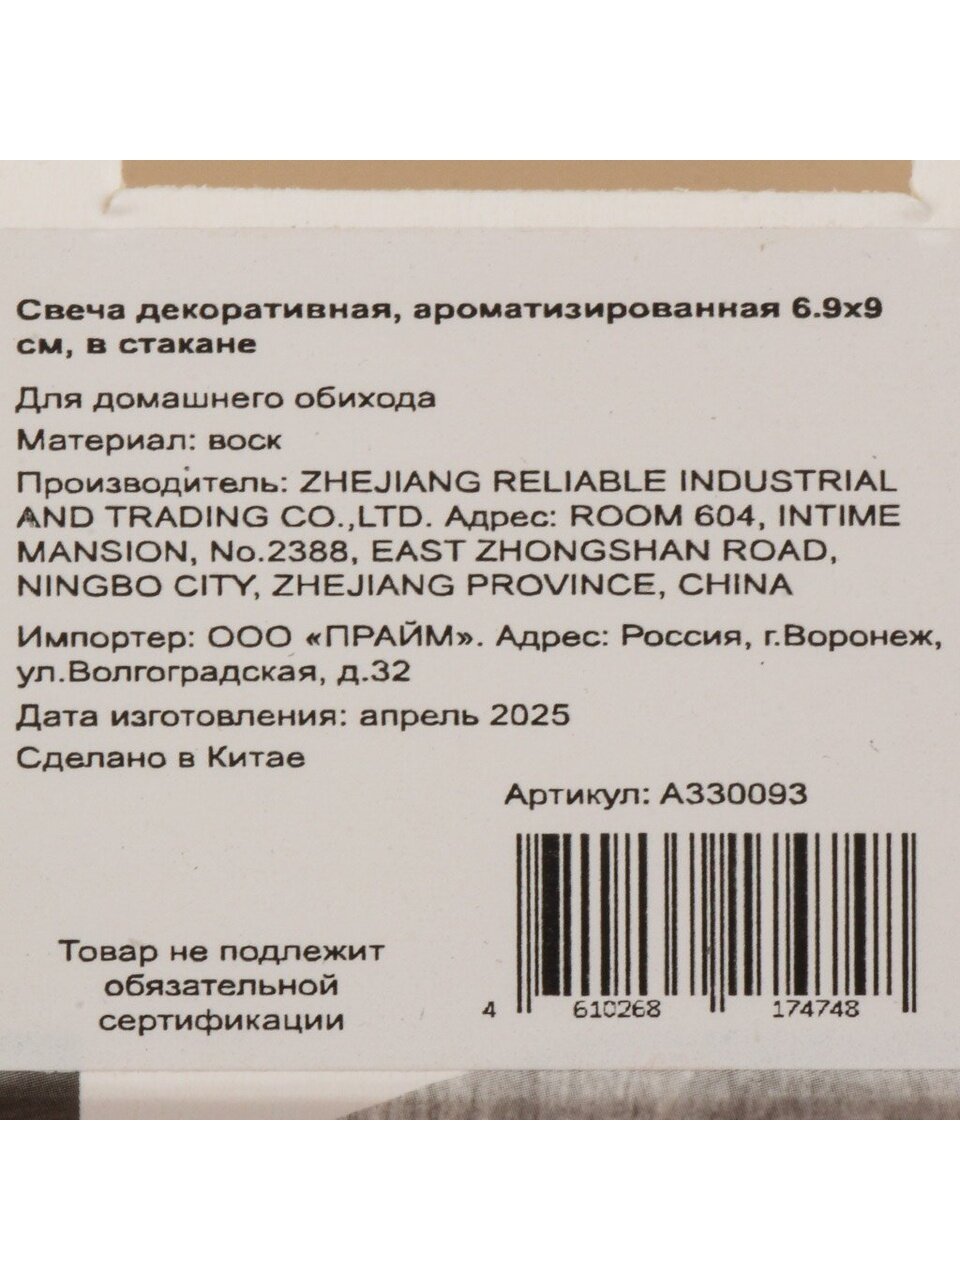 Свеча декоративная, ароматизированная 6.9х9
см, в стакане
Для домашнего обихода
Материал: воск
Производитель: ZHEJIANG RELIABLE INDUSTRIAL
AND TRADING CO.,LTD. Адрес: ROOM 604, INTIME
MANSION, No.2388, EAST ZHONGSHAN ROAD,
NINGBO CITY, ZHEJIANG PROVINCE, CHINA
Импортер: ООО «ПРАЙМ». Адрес: Россия, г.Воронеж,
ул.Волгоградская, д.32
Дата изготовления: апрель 2025
Сделано в Китае
Артикул: А330093
Товар не подлежит
обязательной
сертификации
4 610268 174748